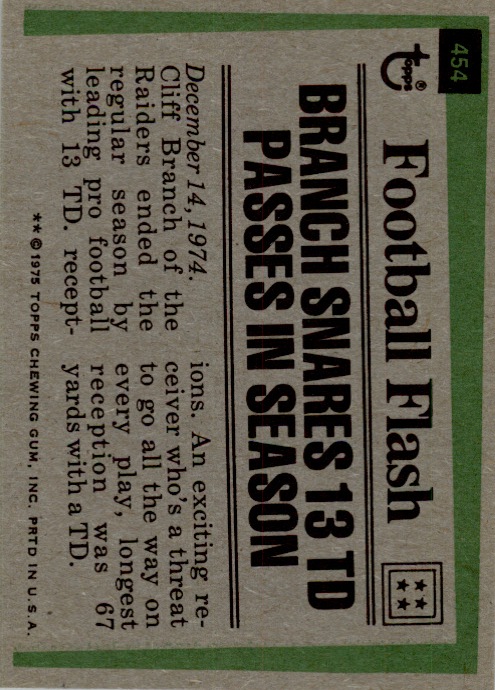 454
Topps®
Football Flash
BRANCH SNARES 13 TD
PASSES IN SEASON
December 14, 1974.
Cliff Branch of the
Raiders ended the
regular season by
leading pro football
with 13 TD. recept-
ions. An exciting re-
ceiver who's a threat
to go all the way on
every play, longest
reception was 67
yards with a TD.
**©1975 TOPPS CHEWING GUM, INC. PRTD IN U.S.A.